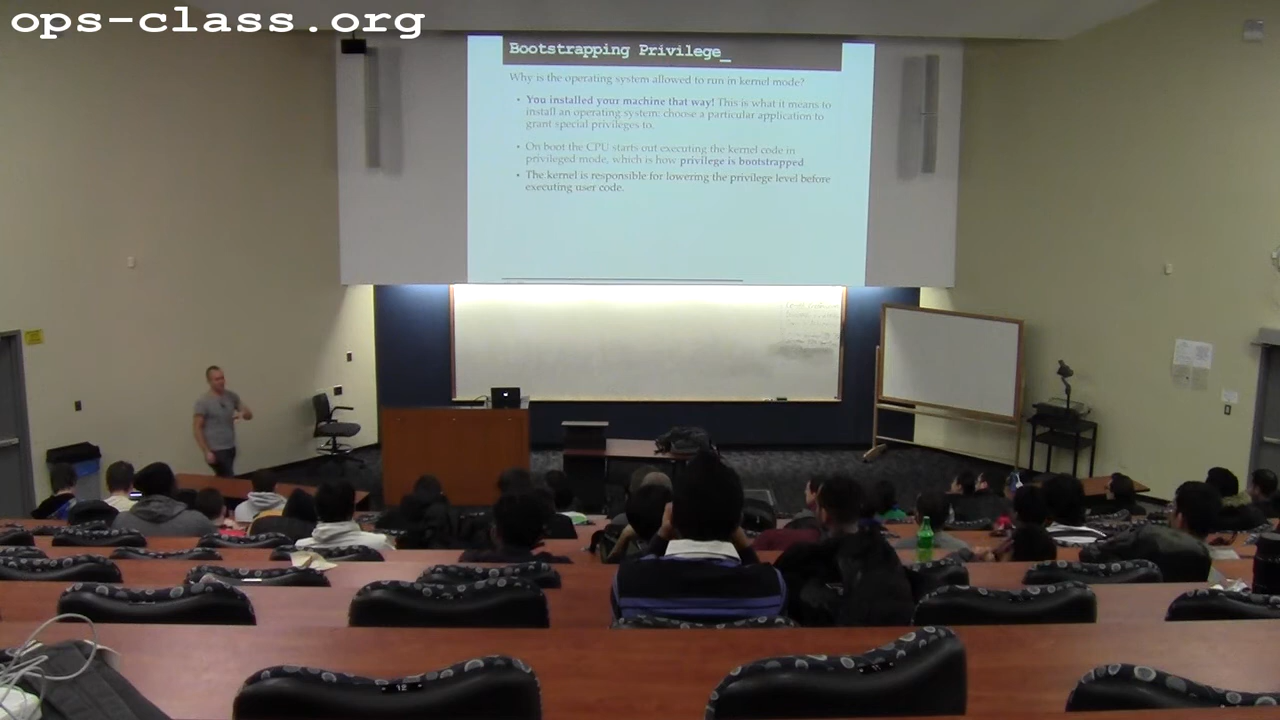 ops-class.org
Bootstrapping Privilege_
Why is the operating system allowed to run in kernel mode?
• You installed your machine that way! This is what it means to
install an operating system: choose a particular application to
grant special privileges to.
• On boot the CPU starts out executing the kernel code in
privileged mode, which is how privilege is bootstrapped.
• The kernel is responsible for lowering the privilege level before
executing user code.
12
11